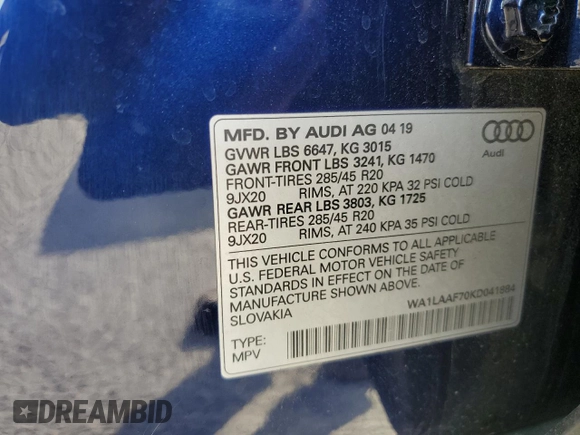 MFD. BY AUDI AG 04 19
GVWR LBS 6647, KG 3015
GAWR FRONT LBS 3241, KG 1470
FRONT-TIRES 285/45 R20
9JX20 RIMS, AT 220 KPA 32 PSI COLD
GAWR REAR LBS 3803, KG 1725
REAR-TIRES 285/45 R20
9JX20 RIMS, AT 240 KPA 35 PSI COLD
THIS VEHICLE CONFORMS TO ALL APPLICABLE
U.S. FEDERAL MOTOR VEHICLE SAFETY
STANDARDS IN EFFECT ON THE DATE OF
MANUFACTURE SHOWN ABOVE.
SLOVAKIA
WA1LAAF70KD041884
TYPE:
MPV
Audi
DREAMBID